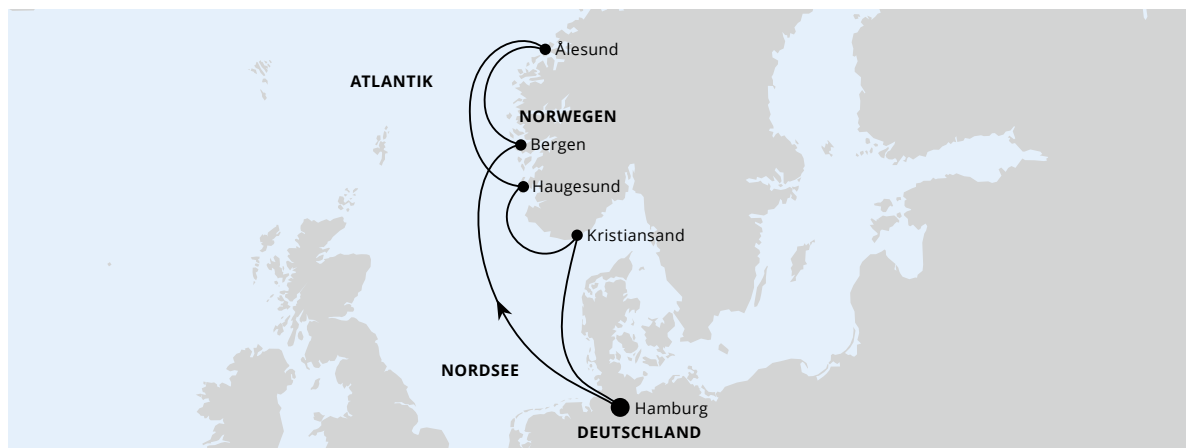 Ålesund
ATLANTIK
NORWEGEN
Bergen
Haugesund
Kristiansand
NORDSEE
Hamburg
DEUTSCHLAND